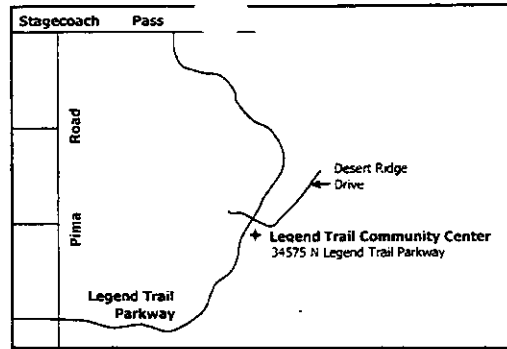 Stagecoach Pass
Pima Road
Desert Ridge
Drive
Legend Trail Community Center
34575 N Legend Trail Parkway
Legend Trail
Parkway